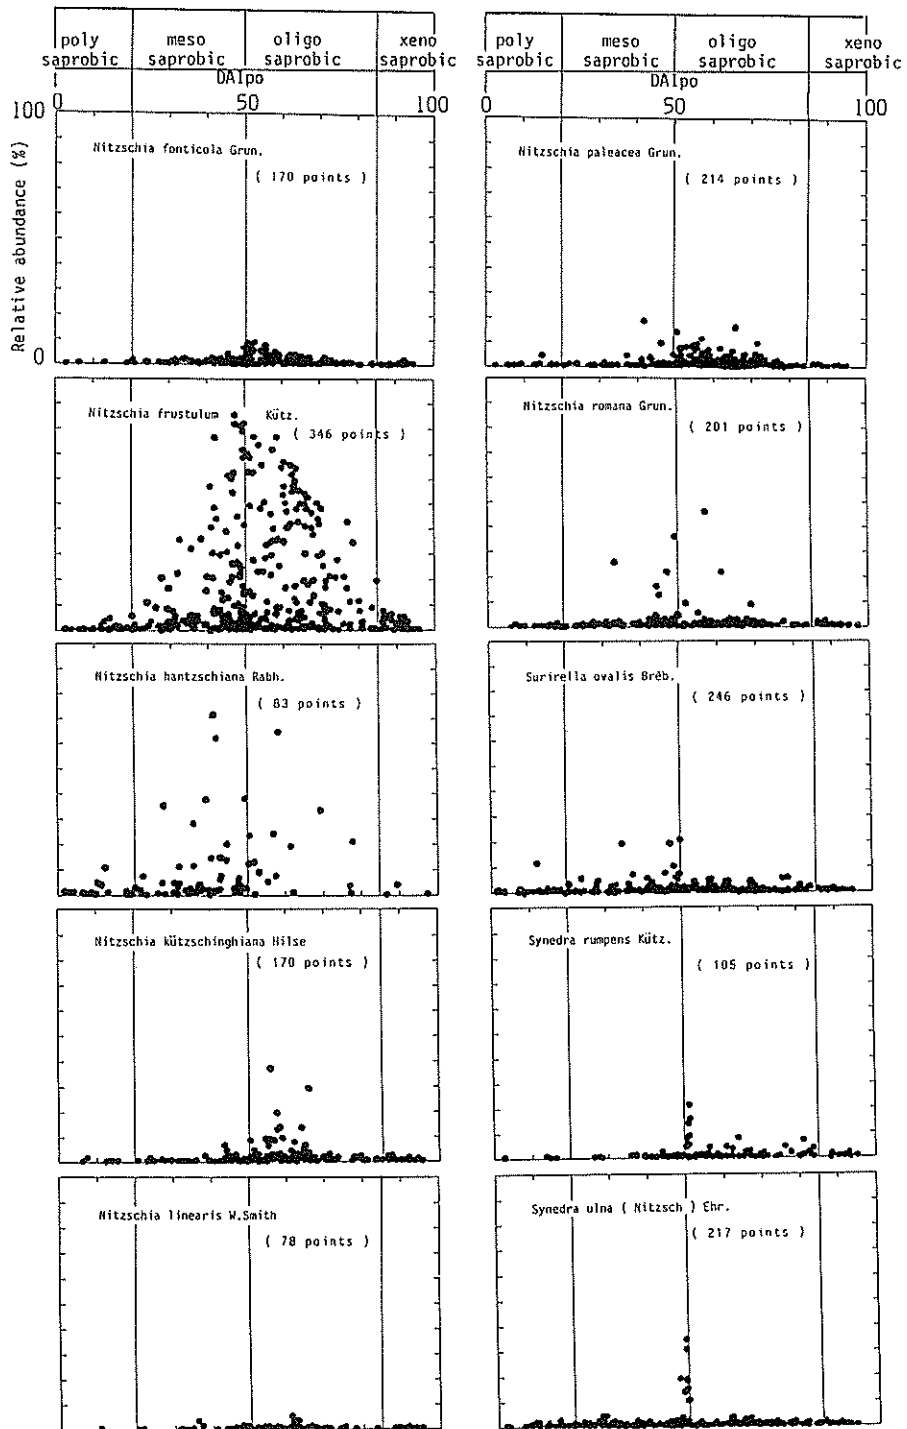 poly meso oligo xeno
saprobic saprobic saprobic saprobic
DAIpo
0 50 100
100
Relative abundance (%)
0
Nitzschia fonticola Grun.
( 170 points )
Nitzschia frustulum Kütz.
( 346 points )
Nitzschia hantzschiana Rabh.
( 83 points )
Nitzschia kützschinghiana Hilse
( 170 points )
Nitzschia linearis W.Smith
( 78 points )
poly meso oligo xeno
saprobic saprobic saprobic saprobic
DAIpo
0 50 100
Nitzschia paleacea Grun.
( 214 points )
Nitzschia romana Grun.
( 201 points )
Surirella ovalis Brèb.
( 246 points )
Synedra rumpens Kütz.
( 105 points )
Synedra ulna ( Nitzsch ) Ehr.
( 217 points )